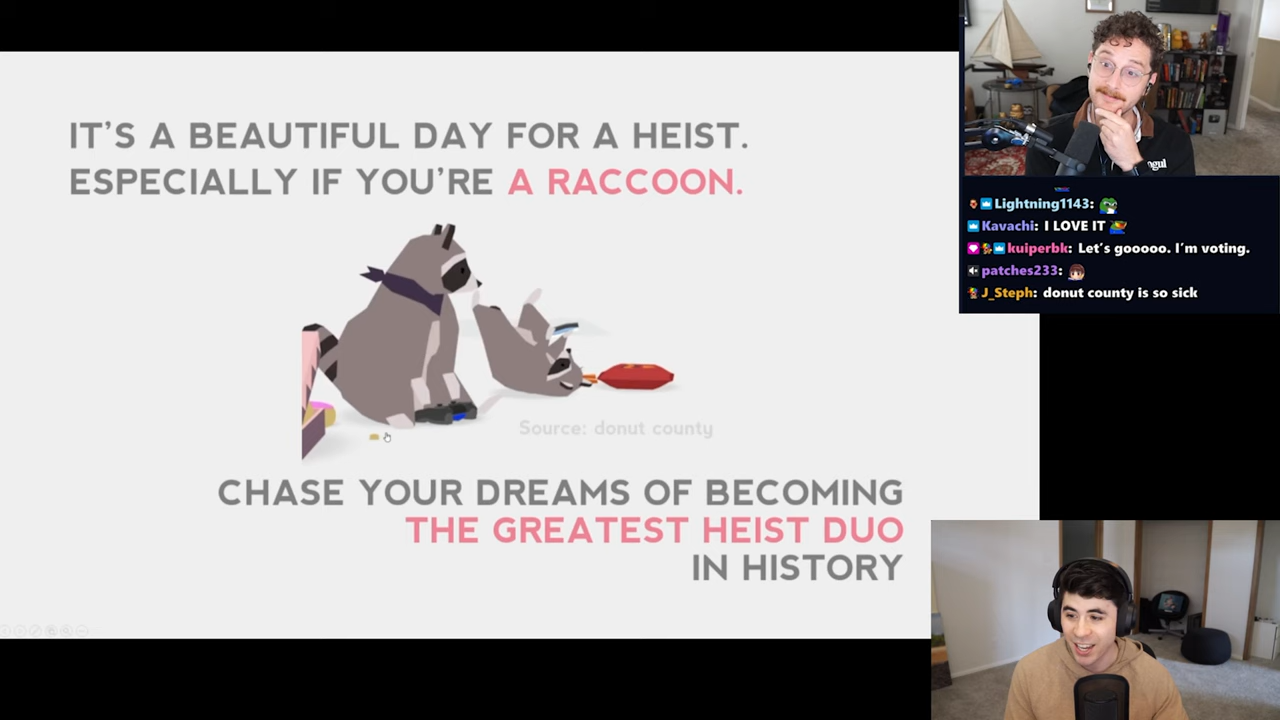 IT'S A BEAUTIFUL DAY FOR A HEIST.
ESPECIALLY IF YOU'RE A RACCOON.
Source: donut county
CHASE YOUR DREAMS OF BECOMING
THE GREATEST HEIST DUO
IN HISTORY
Lightning1143:
Kavachi: I LOVE IT
kuiperbk: Let's gooooo. I'm voting.
patches233:
J_Steph: donut county is so sick